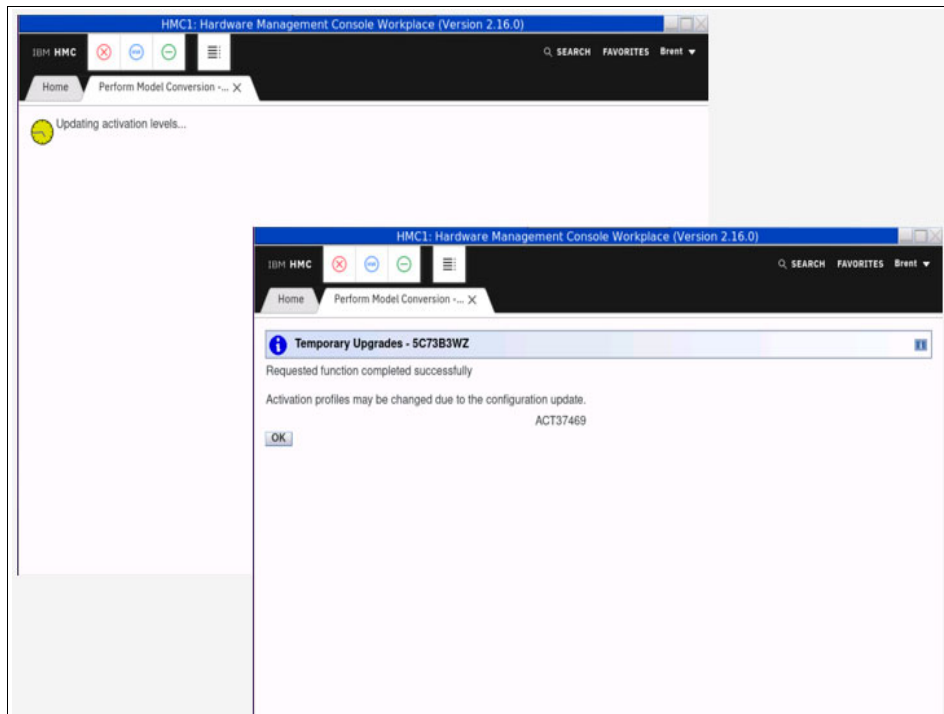 HMC1: Hardware Management Console Workplace (Version 2.16.0)
IBM HMC SEARCH FAVORITES Brent
Home Perform Model Conversion -... X
Updating activation levels...
HMC1: Hardware Management Console Workplace (Version 2.16.0)
IBM HMC SEARCH FAVORITES Brent
Home Perform Model Conversion -... X
Temporary Upgrades - 5C73B3WZ
Requested function completed successfully
Activation profiles may be changed due to the configuration update.
ACT37469
OK